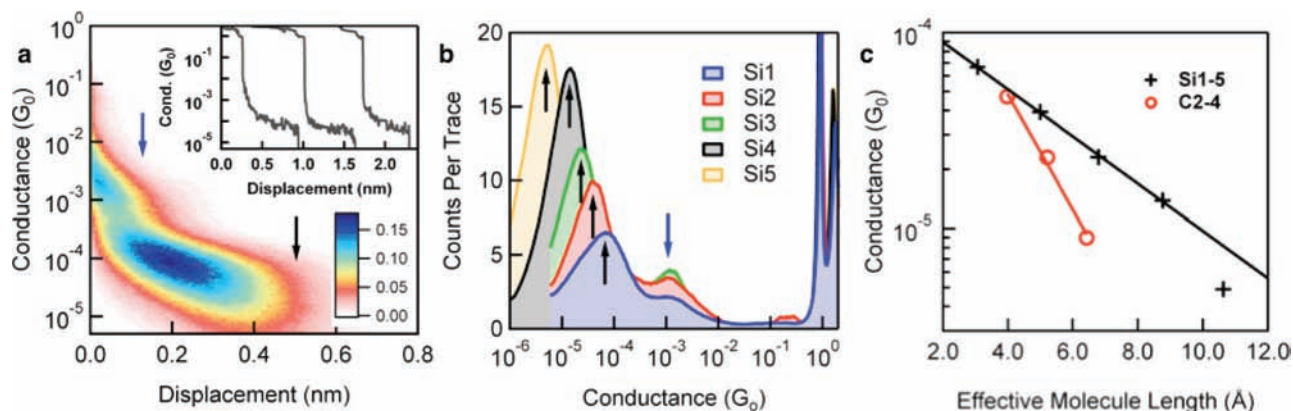 a
10⁰
10⁻¹
10⁻²
10⁻³
10⁻⁴
10⁻⁵
Conductance (G₀)
0.0 0.2 0.4 0.6 0.8
Displacement (nm)
Cond. (G₀)
10⁻¹
10⁻³
10⁻⁵
0.0 0.5 1.0 1.5 2.0
Displacement (nm)
0.15
0.10
0.05
0.00
b
20
15
10
5
0
Counts Per Trace
Si1
Si2
Si3
Si4
Si5
10⁻⁶ 10⁻⁵ 10⁻⁴ 10⁻³ 10⁻² 10⁻¹ 10⁰
Conductance (Gₒ)
c
10⁻⁴
10⁻⁵
Conductance (G₀)
Si1-5
C2-4
2.0 4.0 6.0 8.0 10.0 12.0
Effective Molecule Length (Å)